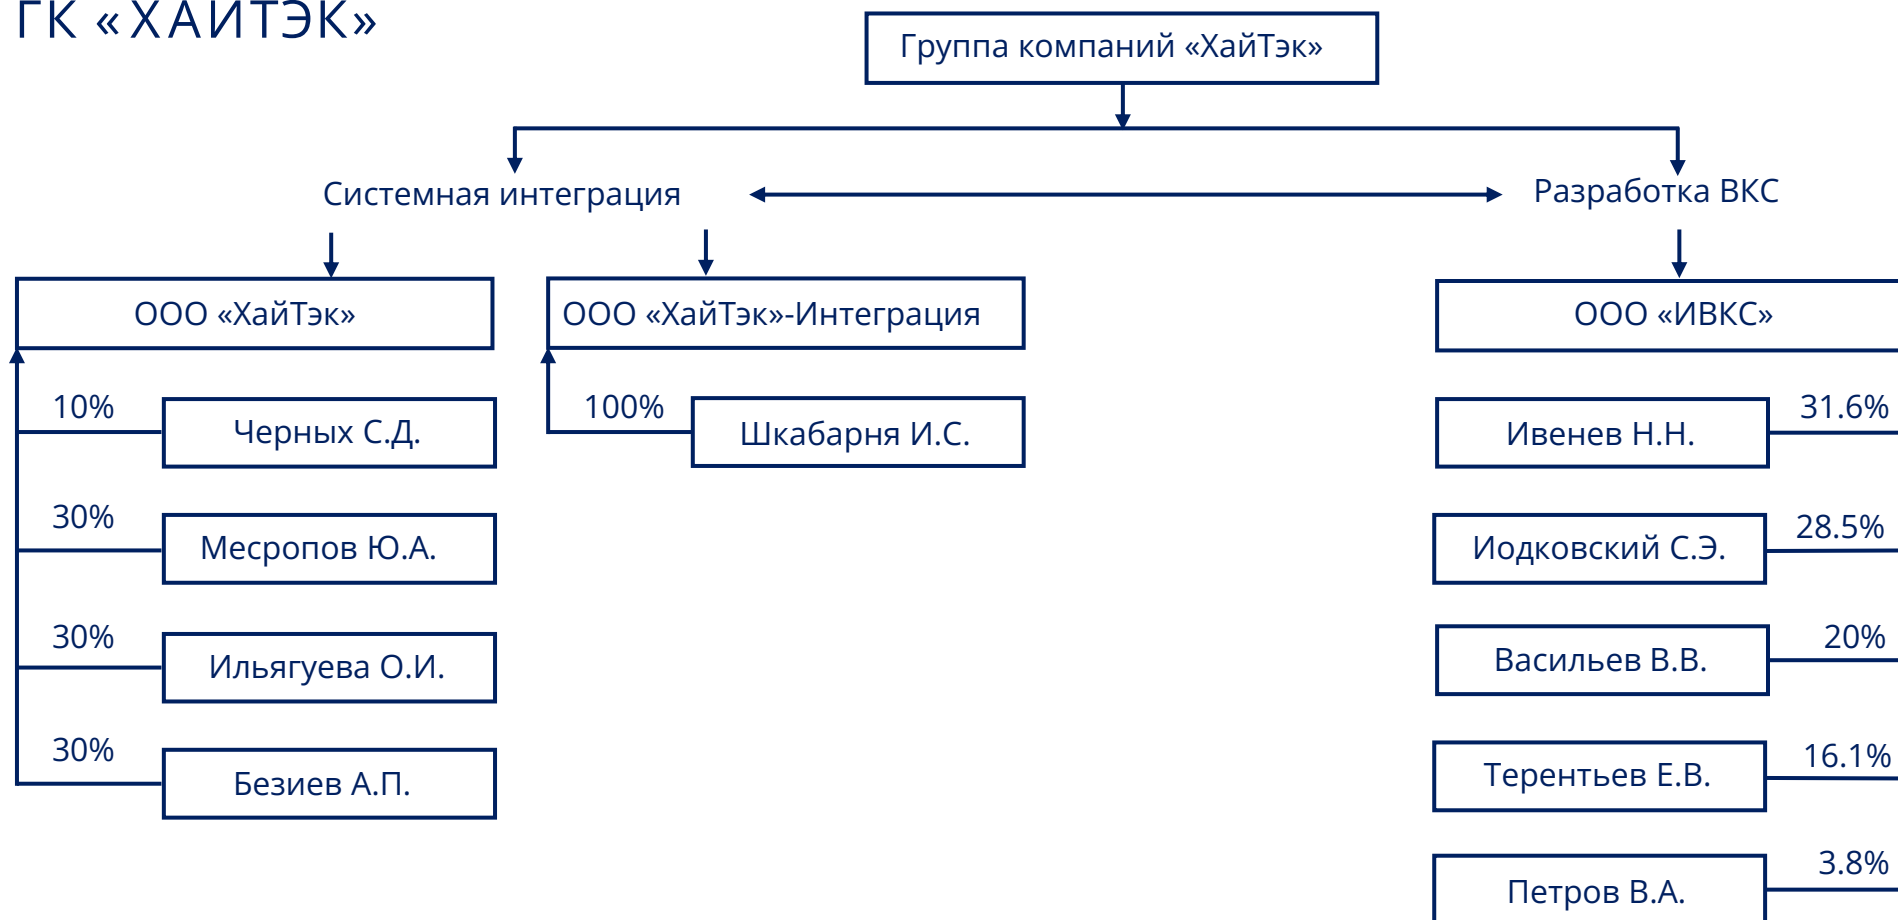 ГК «ХАЙТЭК»
Группа компаний «ХайТэк»
Системная интеграция
Разработка ВКС
ООО «ХайТэк»
ООО «ХайТэк»-Интеграция
ООО «ИВКС»
10%
Черных С.Д.
100%
Шкабарня И.С.
Ивенев Н.Н.
31.6%
30%
Месропов Ю.А.
Иодковский С.Э.
28.5%
30%
Ильягуева О.И.
Васильев В.В.
20%
30%
Безиев А.П.
Терентьев Е.В.
16.1%
Петров В.А.
3.8%